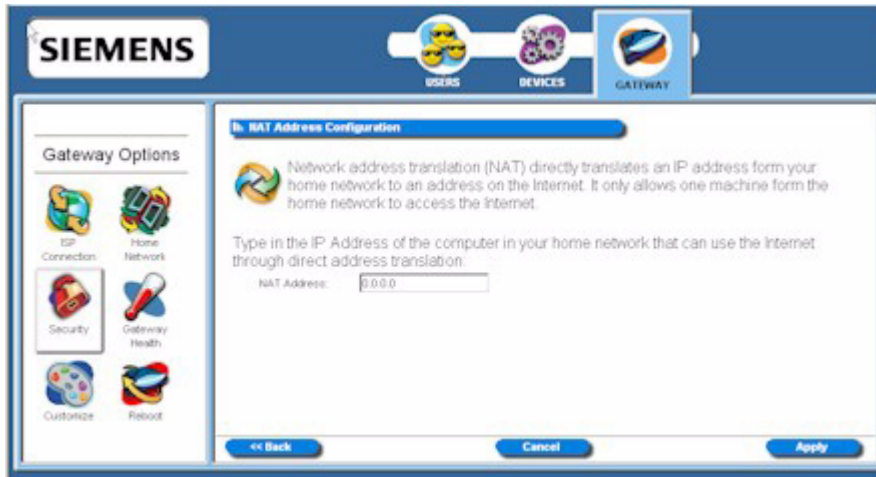 SIEMENS
USERS
DEVICES
GATEWAY
Gateway Options
ISP
Connection
Home
Network
Security
Gateway
Health
Customize
Reboot
NAT Address Configuration
Network address translation (NAT) directly translates an IP address form your
home network to an address on the Internet. It only allows one machine form the
home network to access the Internet.
Type in the IP Address of the computer in your home network that can use the Internet
through direct address translation:
NAT Address: 0.0.0.0
<< Back
Cancel
Apply